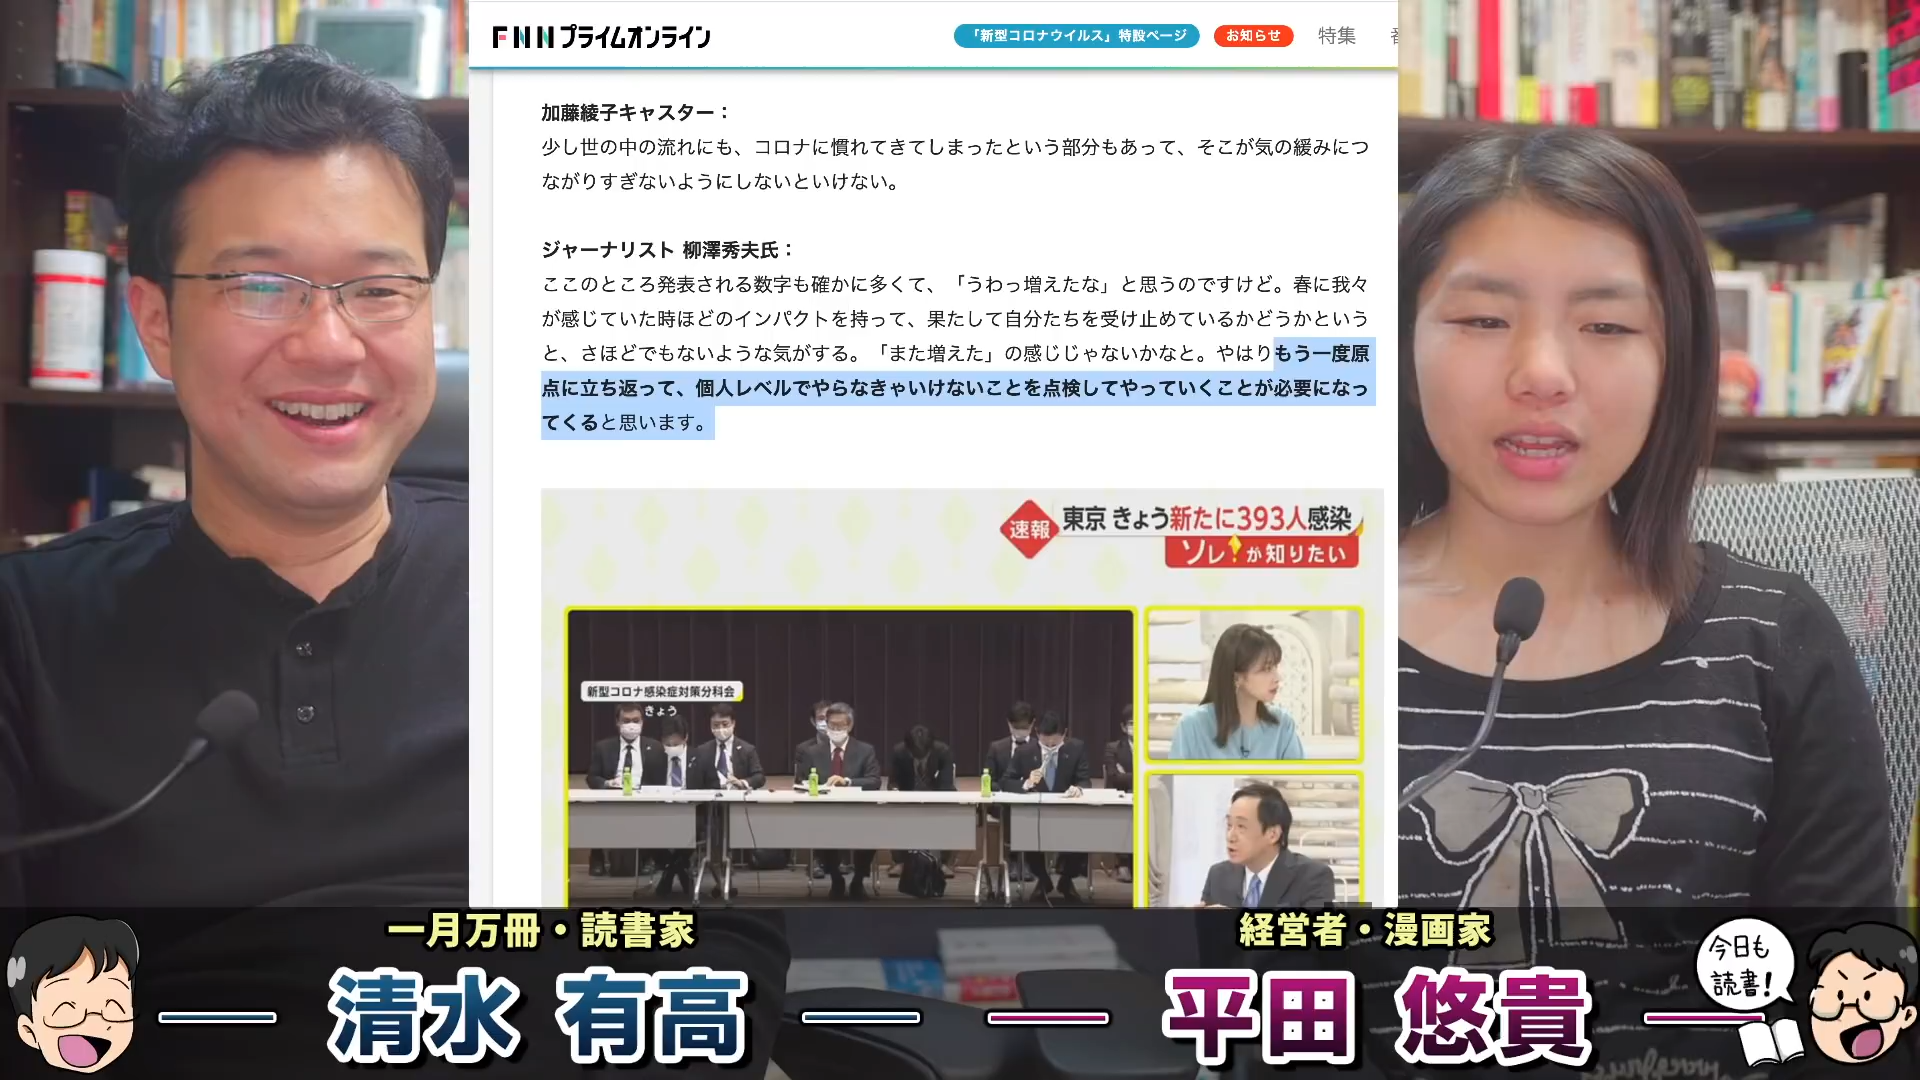 FNNプライムオンライン
「新型コロナウイルス」特設ページ
お知らせ
特集
加藤綾子キャスター：
少し世の中の流れにも、コロナに慣れてきてしまったという部分もあって、そこが気の緩みにつ
ながりすぎないようにしないといけない。
ジャーナリスト 柳澤秀夫氏：
ここのところ発表される数字も確かに多くて、「うわっ増えたな」と思うのですけど。春に我々
が感じていた時ほどのインパクトを持って、果たして自分たちを受け止めているかどうかという
と、さほどでもないような気がする。「また増えた」の感じじゃないかなと。やはりもう一度原
点に立ち返って、個人レベルでやらなきゃいけないことを点検してやっていくことが必要になっ
てくると思います。
速報
東京 きょう新たに393人感染
ソレ!が知りたい
新型コロナ感染症対策分科会
きょう
一月万冊・読書家
清水 有高
経営者・漫画家
平田 悠貴
今日も
読書!